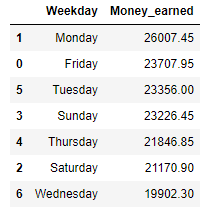 Weekday Money_earned
1 Monday 26007.45
0 Friday 23707.95
5 Tuesday 23356.00
3 Sunday 23226.45
4 Thursday 21846.85
2 Saturday 21170.90
6 Wednesday 19902.30